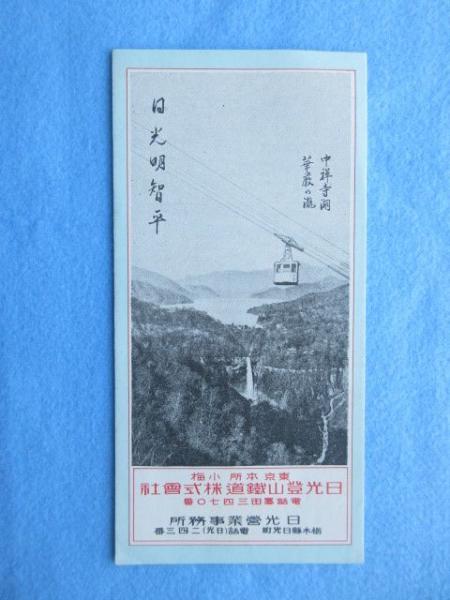 日光明智平
中禅寺湖
華厳の滝
東京本所小梅
日光登山鐵道株式會社
電話墨田三四七〇番
日光營業事務所
栃木縣日光町 電話(日光)二四三番